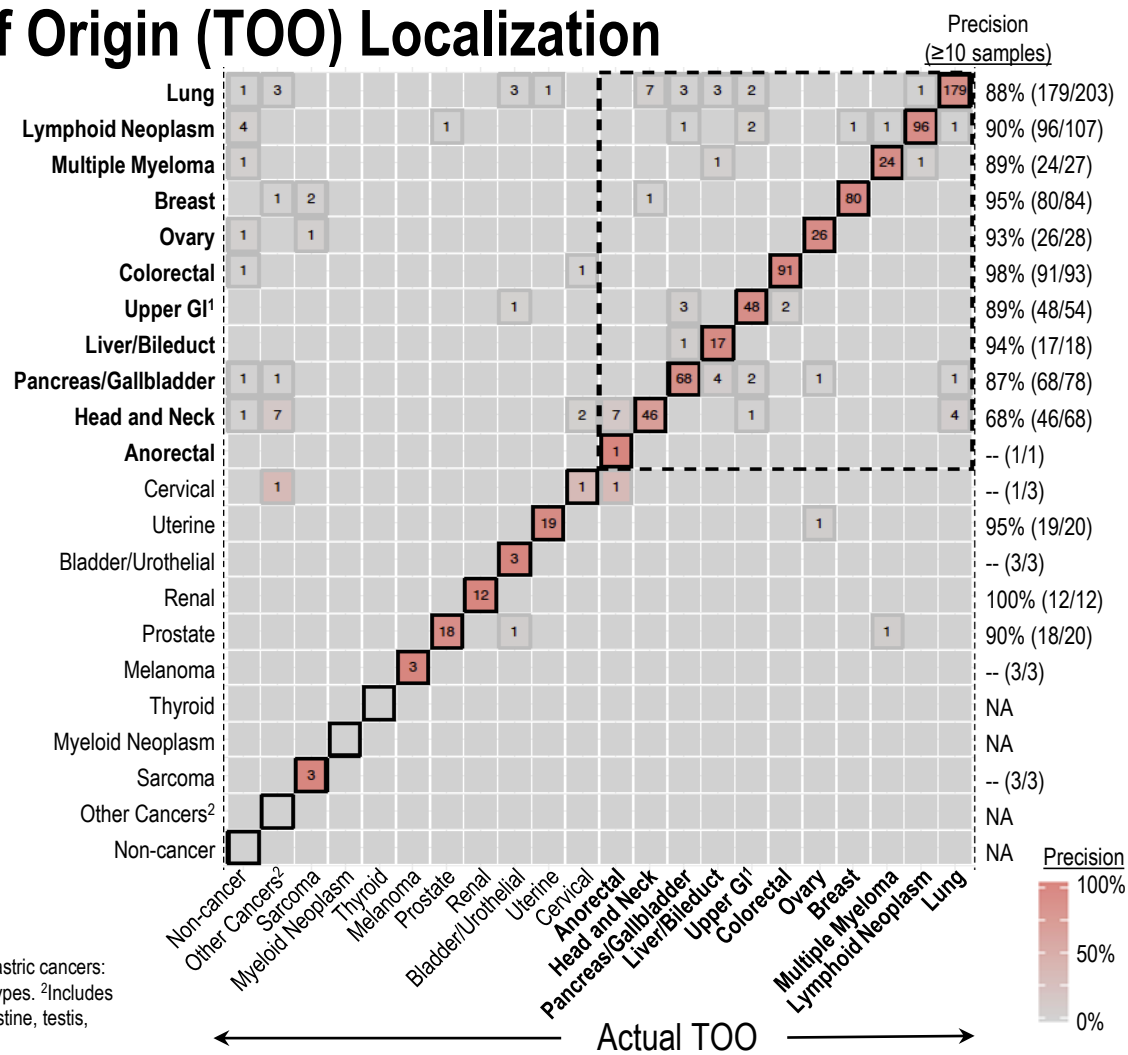 f Origin (TOO) Localization
Precision
(≥10 samples)
Lung 1 3 3 1 7 3 3 2 1 179 88% (179/203)
Lymphoid Neoplasm 4 1 1 2 1 1 96 1 90% (96/107)
Multiple Myeloma 1 1 24 1 89% (24/27)
Breast 1 2 1 80 95% (80/84)
Ovary 1 1 26 93% (26/28)
Colorectal 1 1 91 98% (91/93)
Upper GI¹ 1 3 48 2 89% (48/54)
Liver/Bileduct 1 17 94% (17/18)
Pancreas/Gallbladder 1 1 68 4 2 1 1 87% (68/78)
Head and Neck 1 7 2 7 46 1 4 68% (46/68)
Anorectal 1 -- (1/1)
Cervical 1 1 1 -- (1/3)
Uterine 19 1 95% (19/20)
Bladder/Urothelial 3 -- (3/3)
Renal 12 100% (12/12)
Prostate 18 1 1 90% (18/20)
Melanoma 3 -- (3/3)
Thyroid NA
Myeloid Neoplasm NA
Sarcoma 3 -- (3/3)
Other Cancers² NA
Non-cancer NA
Precision
100%
50%
0%
Non-cancer
Other Cancers²
Sarcoma
Myeloid Neoplasm
Thyroid
Melanoma
Prostate
Renal
Bladder/Urothelial
Uterine
Cervical
Anorectal
Head and Neck
Pancreas/Gallbladder
Liver/Bileduct
Upper GI¹
Colorectal
Ovary
Breast
Multiple Myeloma
Lymphoid Neoplasm
Lung
astric cancers:
ypes. ²Includes
stine, testis,
Actual TOO